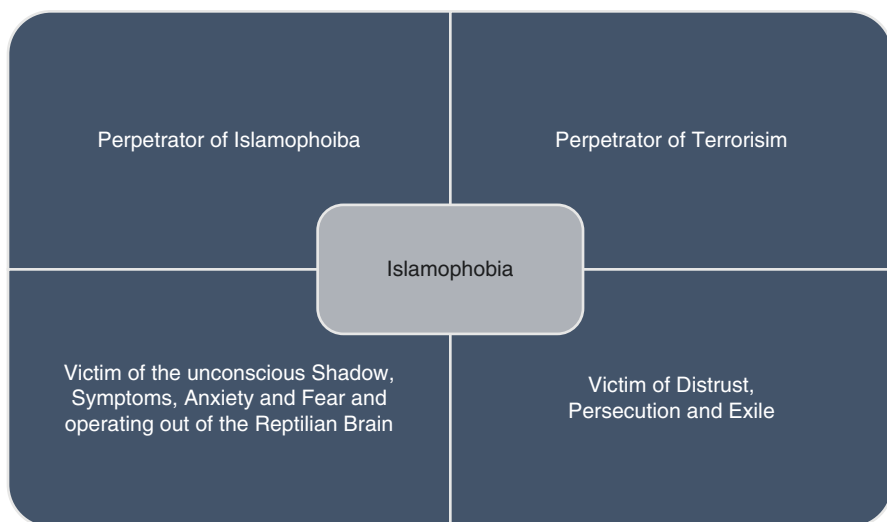 Perpetrator of Islamophoiba
Perpetrator of Terrorisim
Islamophobia
Victim of the unconscious Shadow,
Symptoms, Anxiety and Fear and
operating out of the Reptilian Brain
Victim of Distrust,
Persecution and Exile